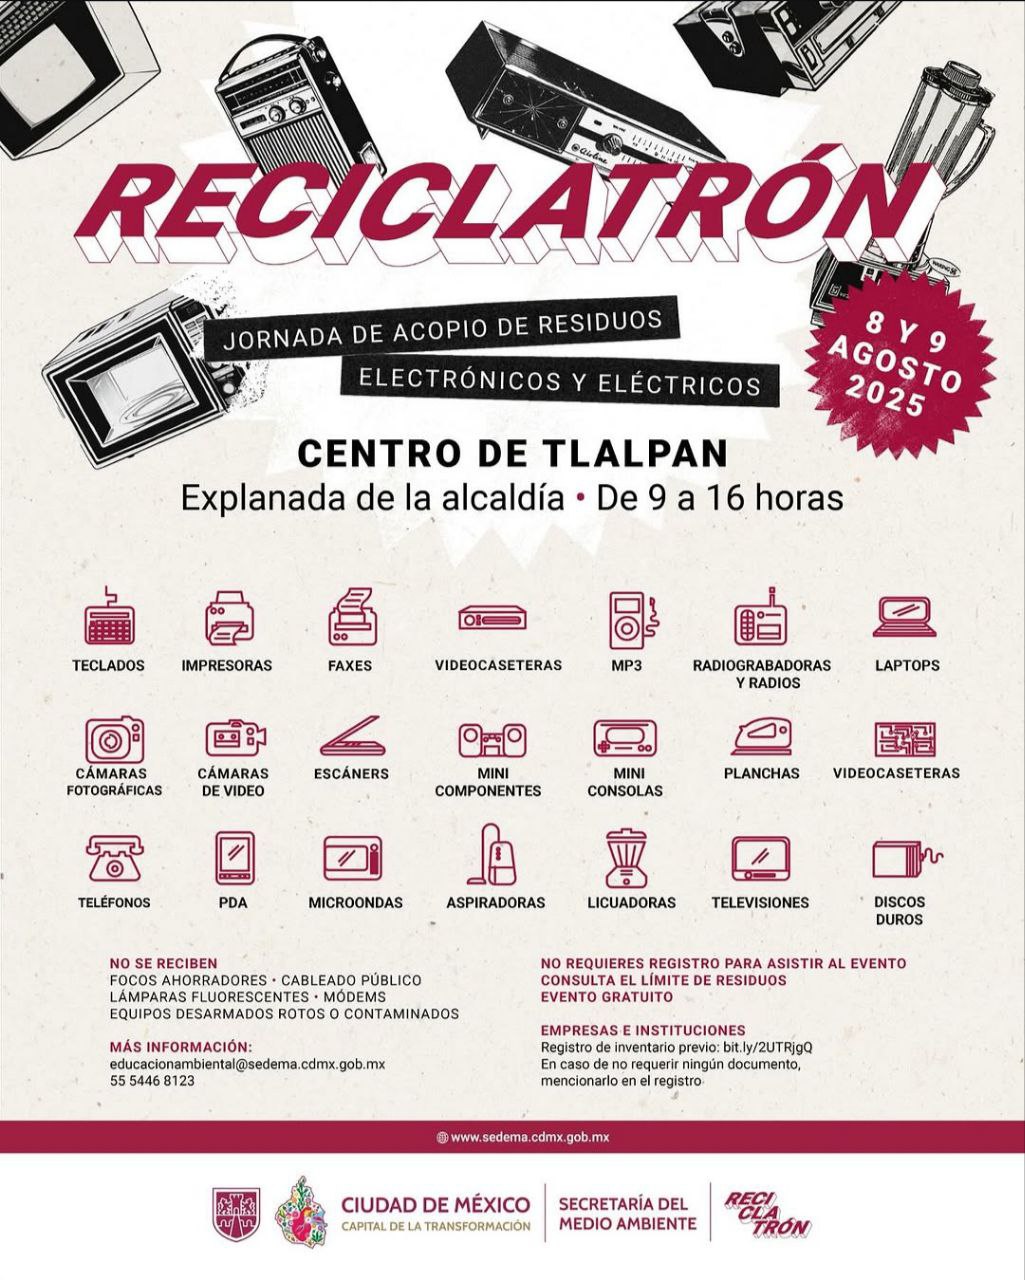 RECICLATRÓN
JORNADA DE ACOPIO DE RESIDUOS
ELECTRÓNICOS Y ELÉCTRICOS
8 Y 9
AGOSTO
2025
CENTRO DE TLALPAN
Explanada de la alcaldía • De 9 a 16 horas
TECLADOS
IMPRESORAS
FAXES
VIDEOCASETERAS
MP3
RADIOGRABADORAS
Y RADIOS
LAPTOPS
CÁMARAS
FOTOGRÁFICAS
CÁMARAS
DE VIDEO
ESCÁNERS
MINI
COMPONENTES
MINI
CONSOLAS
PLANCHAS
VIDEOCASETERAS
TELÉFONOS
PDA
MICROONDAS
ASPIRADORAS
LICUADORAS
TELEVISIONES
DISCOS
DUROS
NO SE RECIBEN
FOCOS AHORRADORES • CABLEADO PÚBLICO
LÁMPARAS FLUORESCENTES • MÓDEMS
EQUIPOS DESARMADOS ROTOS O CONTAMINADOS
MÁS INFORMACIÓN:
educacionambiental@sedema.cdmx.gob.mx
55 5446 8123
NO REQUIERES REGISTRO PARA ASISTIR AL EVENTO
CONSULTA EL LÍMITE DE RESIDUOS
EVENTO GRATUITO
EMPRESAS E INSTITUCIONES
Registro de inventario previo: bit.ly/2UTRjgQ
En caso de no requerir ningún documento,
mencionarlo en el registro
www.sedema.cdmx.gob.mx
CIUDAD DE MÉXICO
CAPITAL DE LA TRANSFORMACIÓN
SECRETARÍA DEL
MEDIO AMBIENTE
RECI
CLA
TRÓN